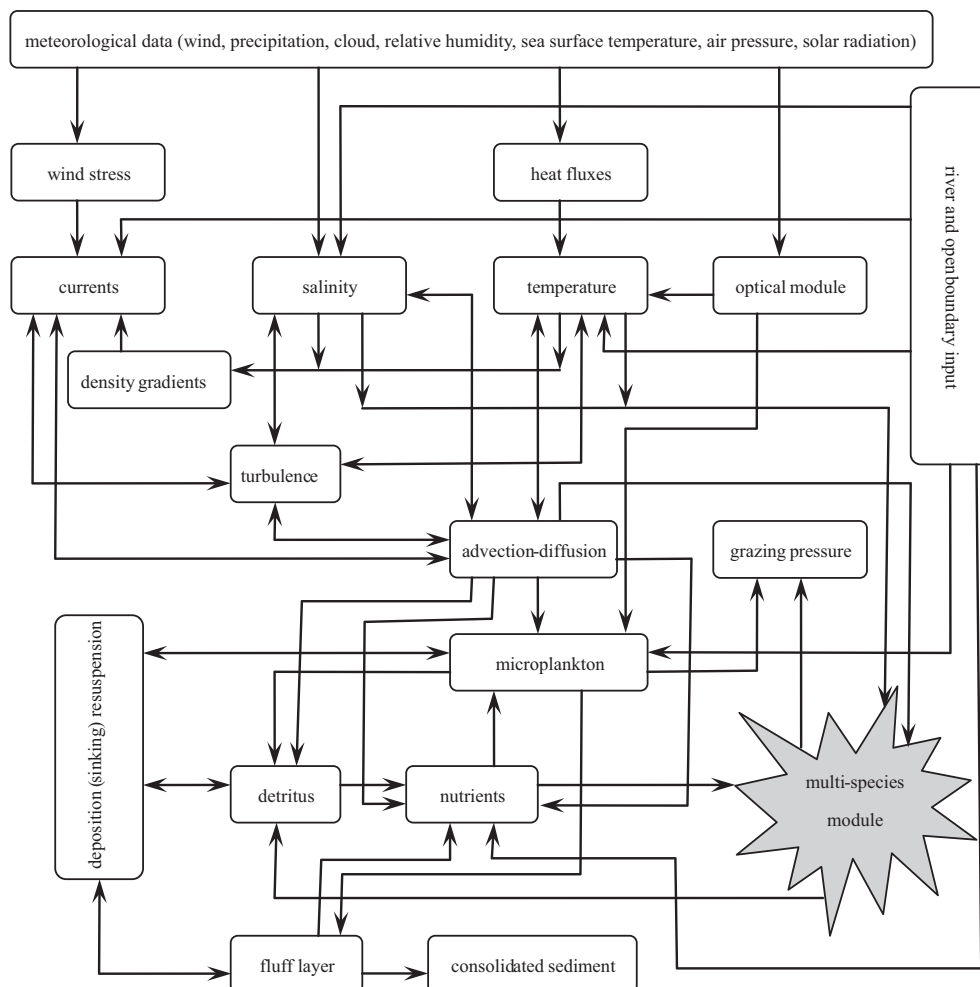 meteorological data (wind, precipitation, cloud, relative humidity, sea surface temperature, air pressure, solar radiation)
wind stress
heat fluxes
river and open boundary input
currents
salinity
temperature
optical module
density gradients
turbulence
advection-diffusion
grazing pressure
deposition (sinking) resuspension
microplankton
detritus
nutrients
multi-species
module
fluff layer
consolidated sediment